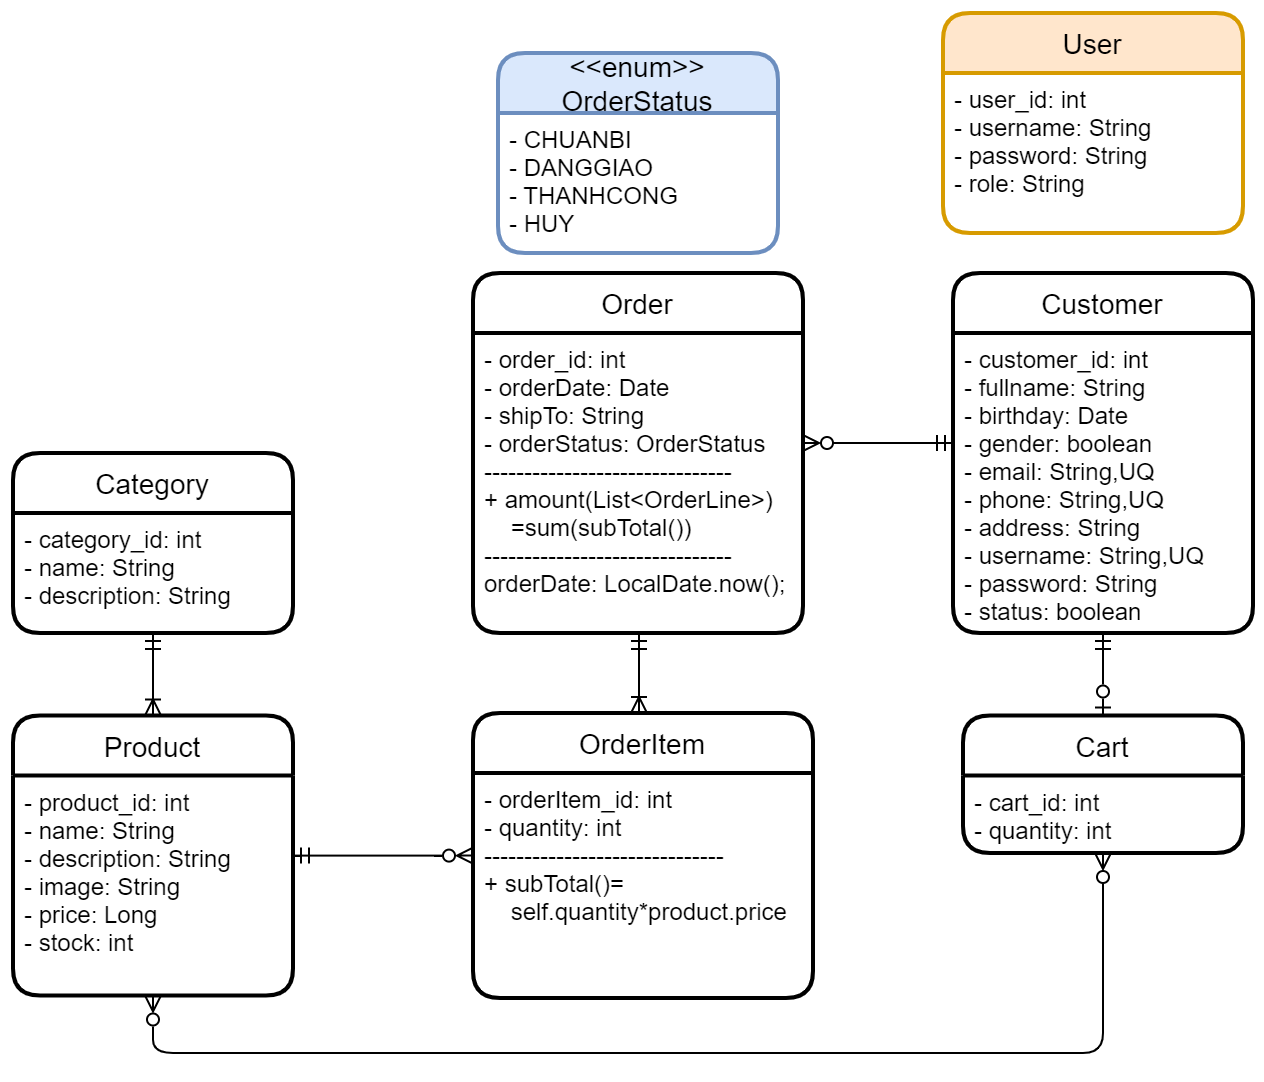 <<enum>>
OrderStatus
- CHUANBI
- DANGGIAO
- THANHCONG
- HUY
User
- user_id: int
- username: String
- password: String
- role: String
Order
- order_id: int
- orderDate: Date
- shipTo: String
- orderStatus: OrderStatus
-------------------------------
+ amount(List<OrderLine>)
=sum(subTotal())
-------------------------------
orderDate: LocalDate.now();
Customer
- customer_id: int
- fullname: String
- birthday: Date
- gender: boolean
- email: String,UQ
- phone: String,UQ
- address: String
- username: String,UQ
- password: String
- status: boolean
Category
- category_id: int
- name: String
- description: String
Product
- product_id: int
- name: String
- description: String
- image: String
- price: Long
- stock: int
OrderItem
- orderItem_id: int
- quantity: int
------------------------------
+ subTotal()=
self.quantity*product.price
Cart
- cart_id: int
- quantity: int